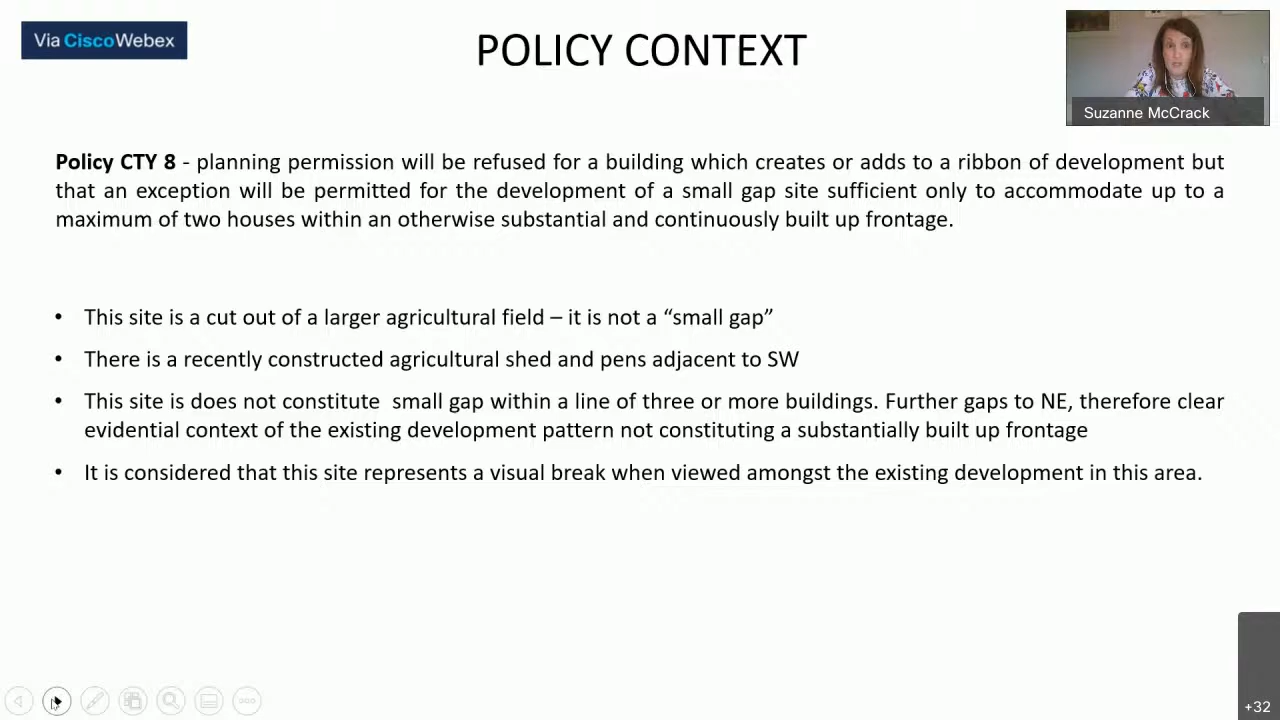 Via CiscoWebex
POLICY CONTEXT
Suzanne McCrack
Policy CTY 8 - planning permission will be refused for a building which creates or adds to a ribbon of development but
that an exception will be permitted for the development of a small gap site sufficient only to accommodate up to a
maximum of two houses within an otherwise substantial and continuously built up frontage.
• This site is a cut out of a larger agricultural field – it is not a “small gap”
• There is a recently constructed agricultural shed and pens adjacent to SW
• This site is does not constitute small gap within a line of three or more buildings. Further gaps to NE, therefore clear
evidential context of the existing development pattern not constituting a substantially built up frontage
• It is considered that this site represents a visual break when viewed amongst the existing development in this area.
+32